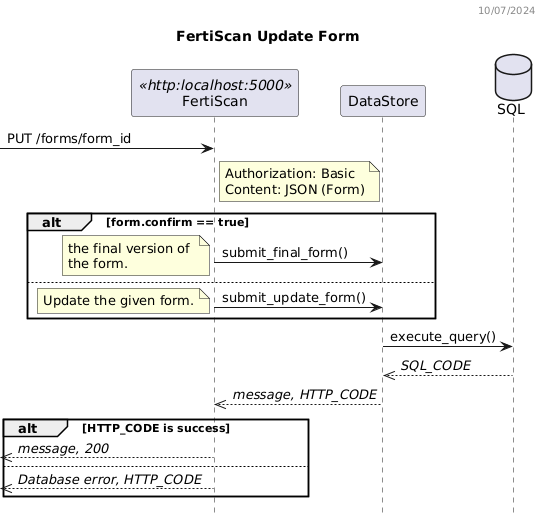 10/07/2024
FertiScan Update Form
«http:localhost:5000»
FertiScan
DataStore
SQL
PUT /forms/form_id
Authorization: Basic
Content: JSON (Form)
alt [form.confirm == true]
the final version of
the form.
submit_final_form()
Update the given form.
submit_update_form()
execute_query()
SQL_CODE
message, HTTP_CODE
alt [HTTP_CODE is success]
message, 200
Database error, HTTP_CODE